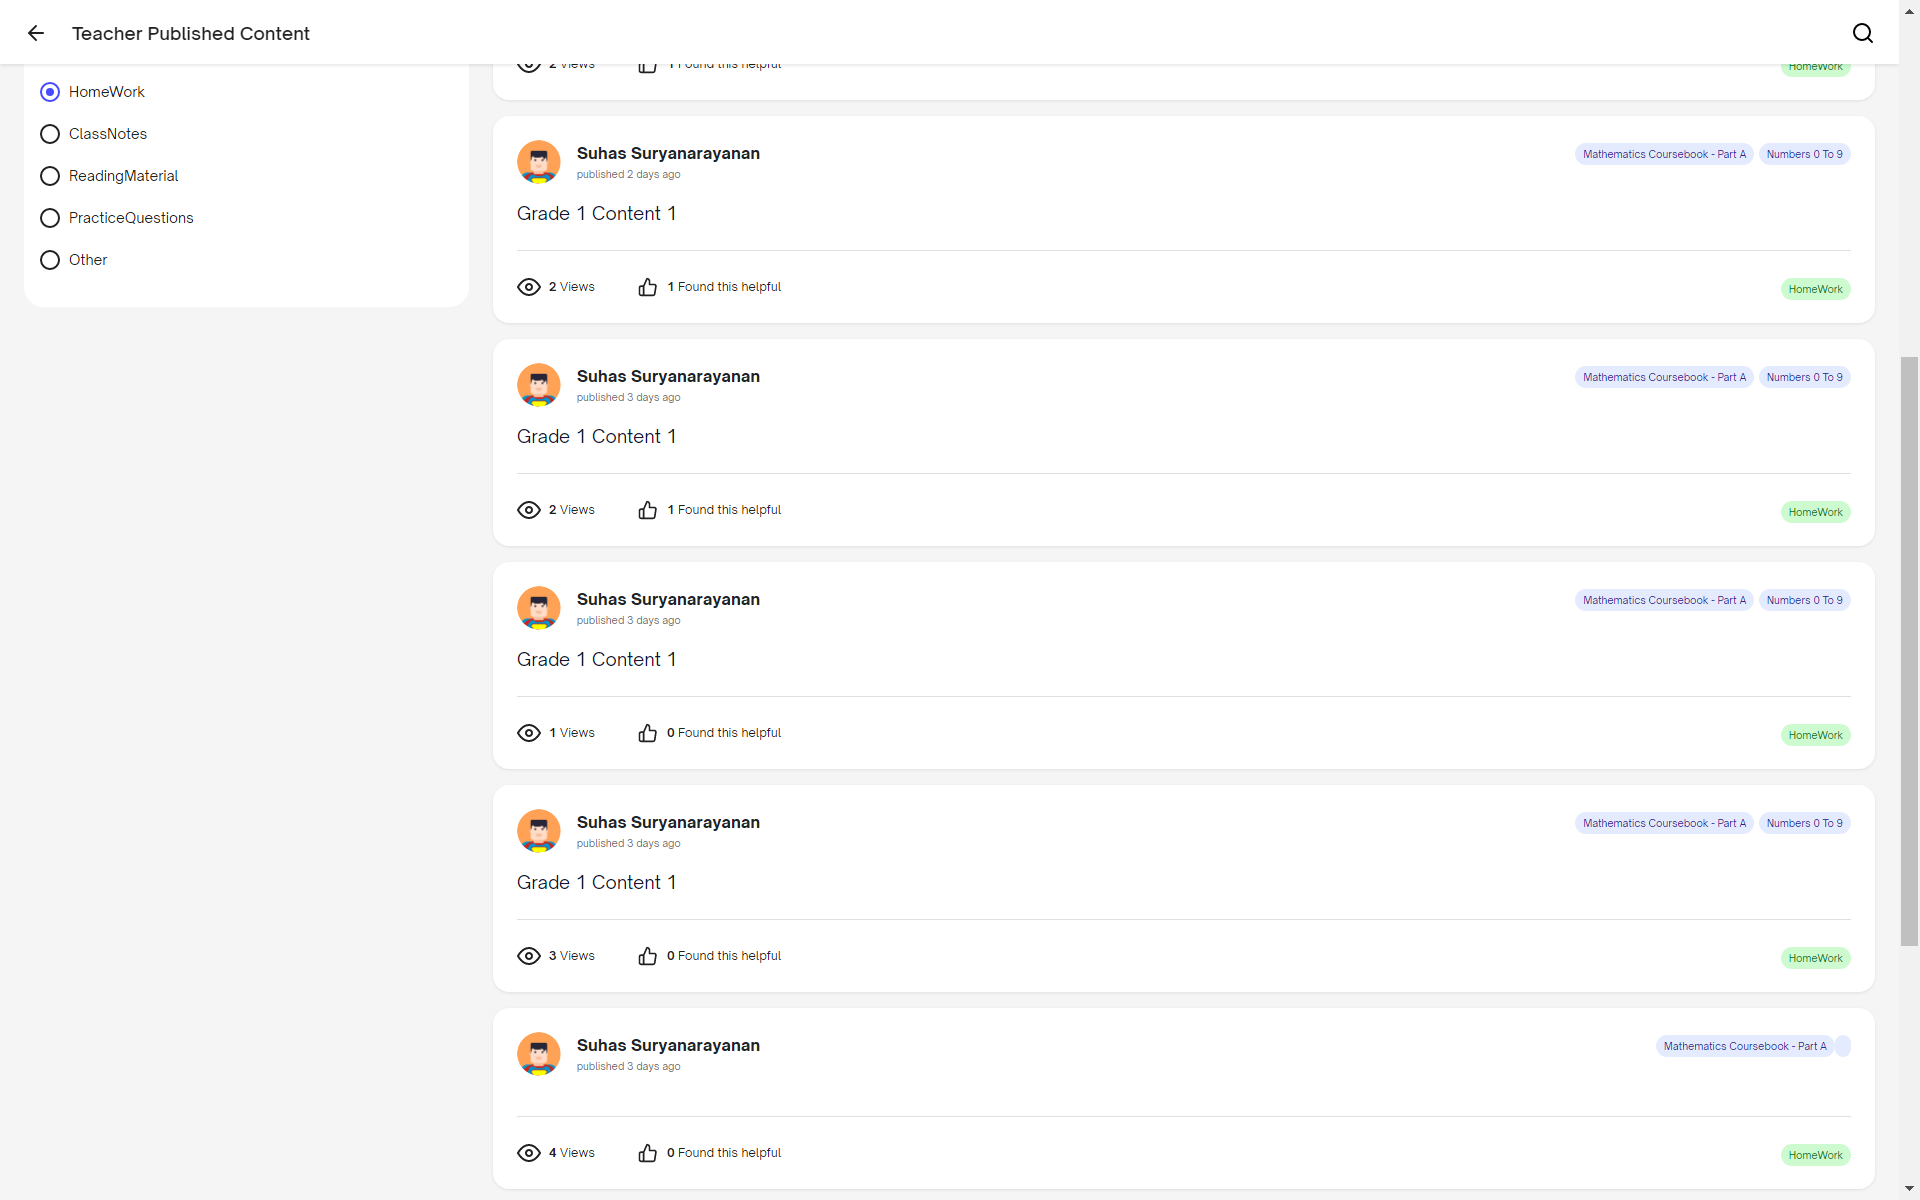 Teacher Published Content
HomeWork
ClassNotes
ReadingMaterial
PracticeQuestions
Other
2 Views 1 Found this helpful HomeWork
Suhas Suryanarayanan Mathematics Coursebook - Part A Numbers 0 To 9
published 2 days ago
Grade 1 Content 1
2 Views 1 Found this helpful HomeWork
Suhas Suryanarayanan Mathematics Coursebook - Part A Numbers 0 To 9
published 3 days ago
Grade 1 Content 1
2 Views 1 Found this helpful HomeWork
Suhas Suryanarayanan Mathematics Coursebook - Part A Numbers 0 To 9
published 3 days ago
Grade 1 Content 1
1 Views 0 Found this helpful HomeWork
Suhas Suryanarayanan Mathematics Coursebook - Part A Numbers 0 To 9
published 3 days ago
Grade 1 Content 1
3 Views 0 Found this helpful HomeWork
Suhas Suryanarayanan Mathematics Coursebook - Part A
published 3 days ago
4 Views 0 Found this helpful HomeWork